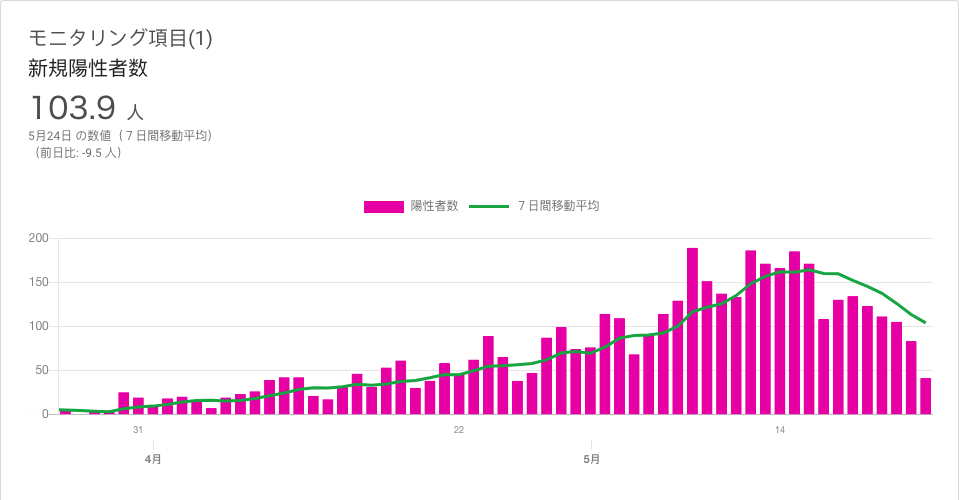 モニタリング項目(1)
新規陽性者数
103.9 人
5月24日 の数値（７日間移動平均）
（前日比: -9.5 人）
陽性者数 ７日間移動平均
200
150
100
50
0
31 22 14
4月 5月